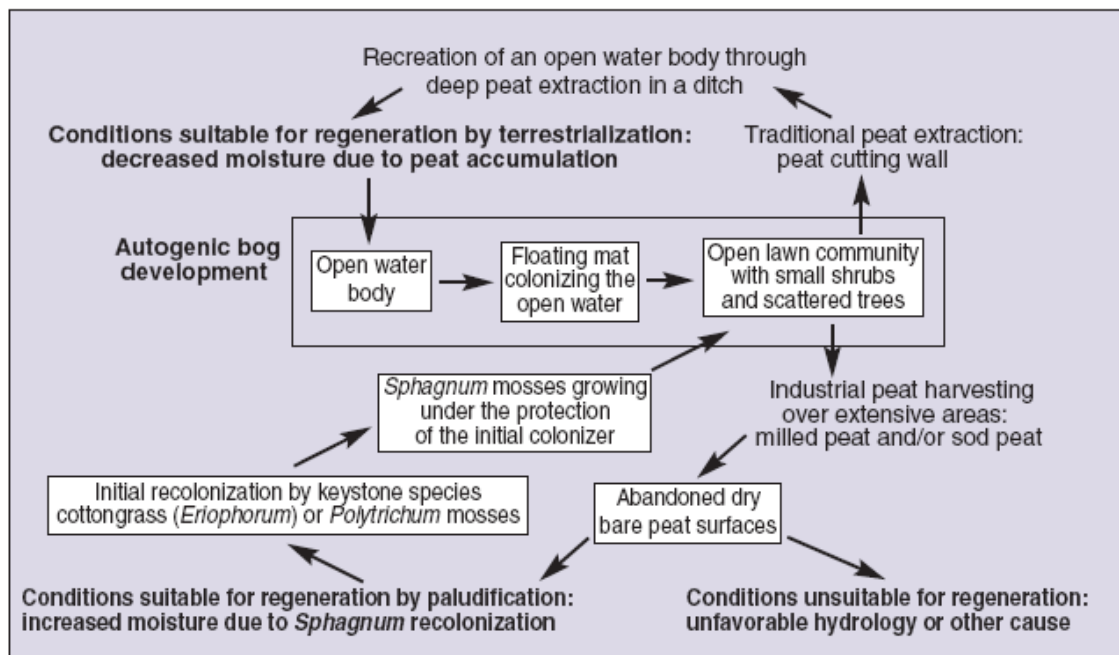 Recreation of an open water body through
deep peat extraction in a ditch
Conditions suitable for regeneration by terrestrialization:
decreased moisture due to peat accumulation
Traditional peat extraction:
peat cutting wall
Autogenic bog
development
Open water
body
Floating mat
colonizing the
open water
Open lawn community
with small shrubs
and scattered trees
Sphagnum mosses growing
under the protection
of the initial colonizer
Industrial peat harvesting
over extensive areas:
milled peat and/or sod peat
Initial recolonization by keystone species
cottongrass (Eriophorum) or Polytrichum mosses
Abandoned dry
bare peat surfaces
Conditions suitable for regeneration by paludification:
increased moisture due to Sphagnum recolonization
Conditions unsuitable for regeneration:
unfavorable hydrology or other cause